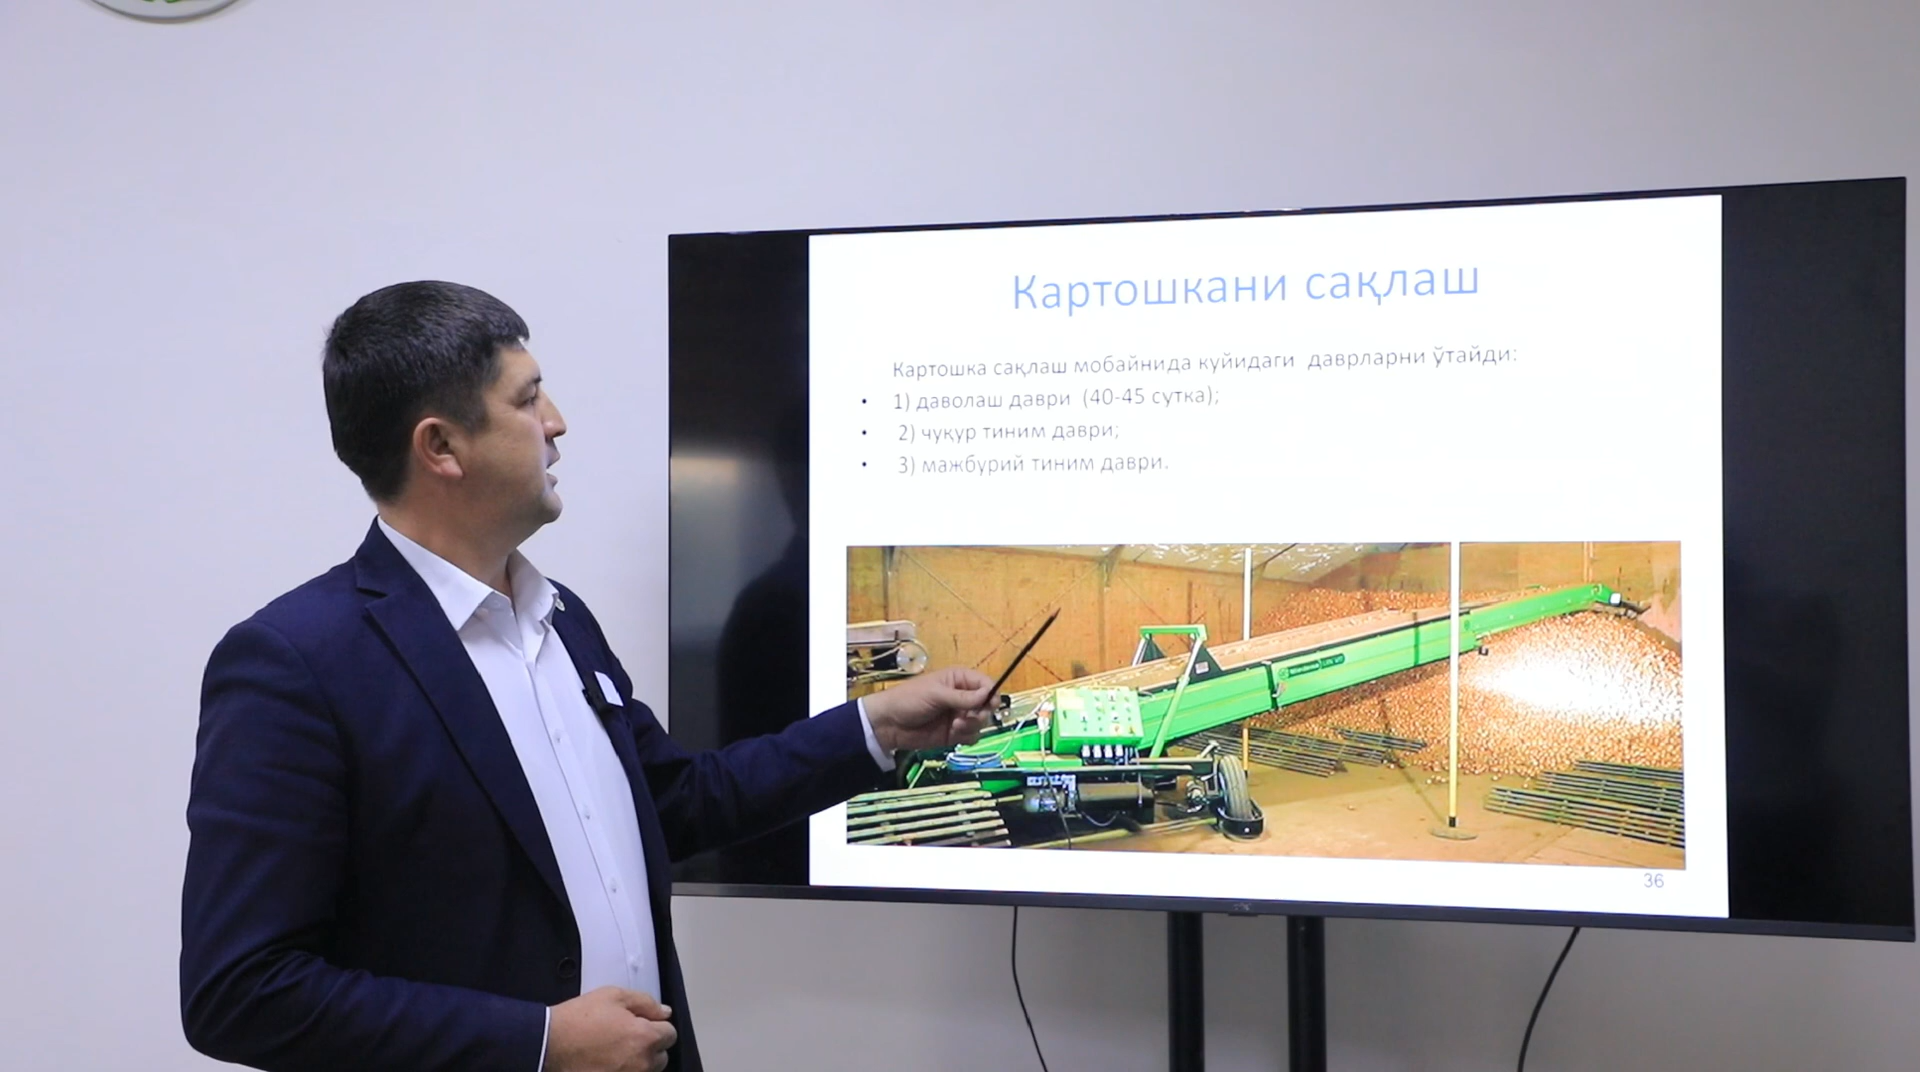 Картошкани сақлаш
Картошка сақлаш мобайнида куйидаги даврларни ўтайди:
• 1) даволаш даври (40-45 сутка);
• 2) чуқур тиним даври;
• 3) мажбурий тиним даври.
36